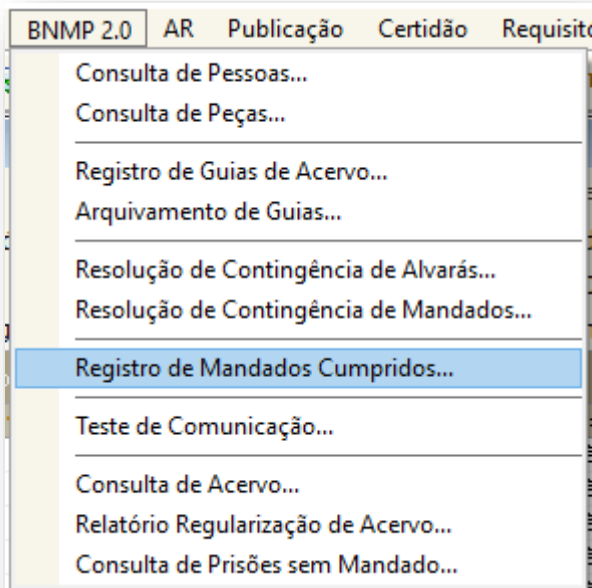 BNMP 2.0 AR Publicação Certidão
Consulta de Pessoas...
Consulta de Peças...
Registro de Guias de Acervo...
Arquivamento de Guias...
Resolução de Contingência de Alvarás...
Resolução de Contingência de Mandados...
Registro de Mandados Cumpridos...
Teste de Comunicação...
Consulta de Acervo...
Relatório Regularização de Acervo...
Consulta de Prisões sem Mandado...